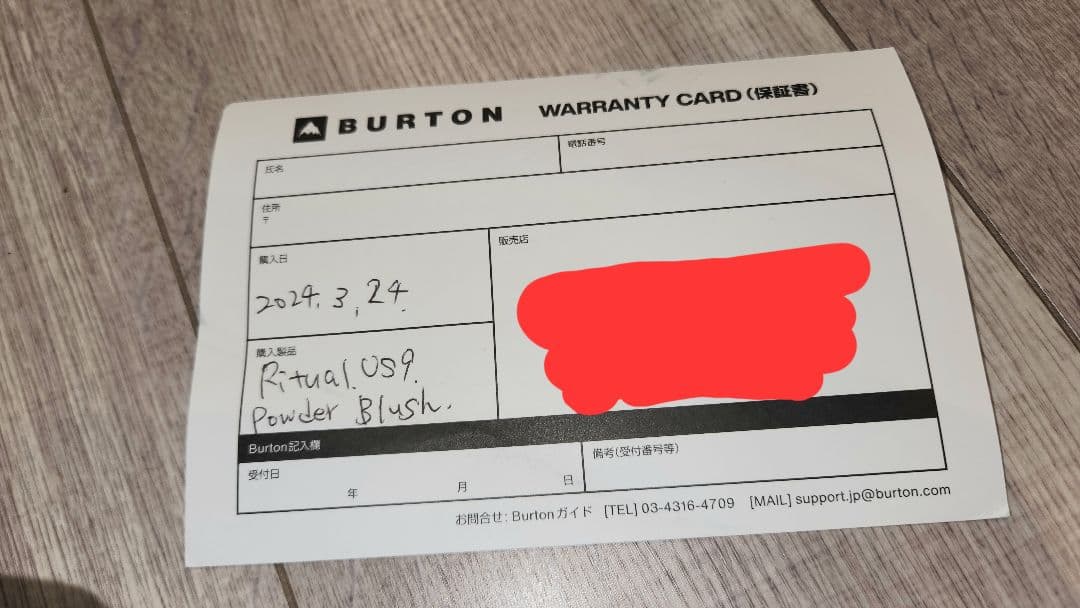 BURTON WARRANTY CARD(保証書)
氏名
電話番号
住所
〒
購入日
2024.3.24.
販売店
購入製品
Ritual. US9.
Powder Blush.
Burton記入欄
受付日
年 月 日
備考(受付番号等)
お問合せ: Burtonガイド [TEL] 03-4316-4709 [MAIL] support.jp@burton.com